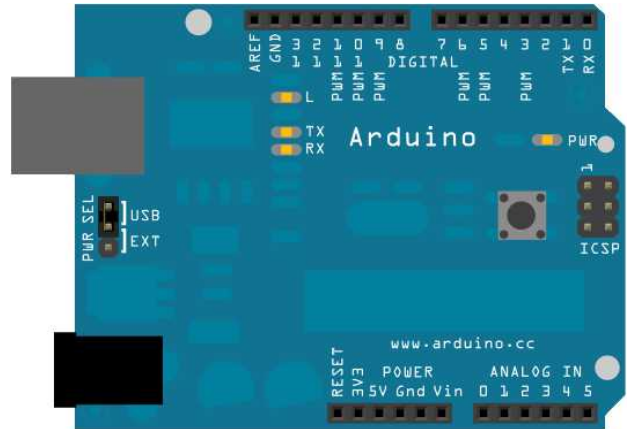 AREF
GND
13
12
11
10
9
8
7
6
5
4
3
2
TX 1
RX 0
DIGITAL
PWM
PWM
PWM
PWM
PWM
PWM
L
TX
RX
Arduino
PWR
1
ICSP
PWR SEL
USB
EXT
www.arduino.cc
POWER
ANALOG IN
RESET
3V3
5V Gnd Vin
0 1 2 3 4 5